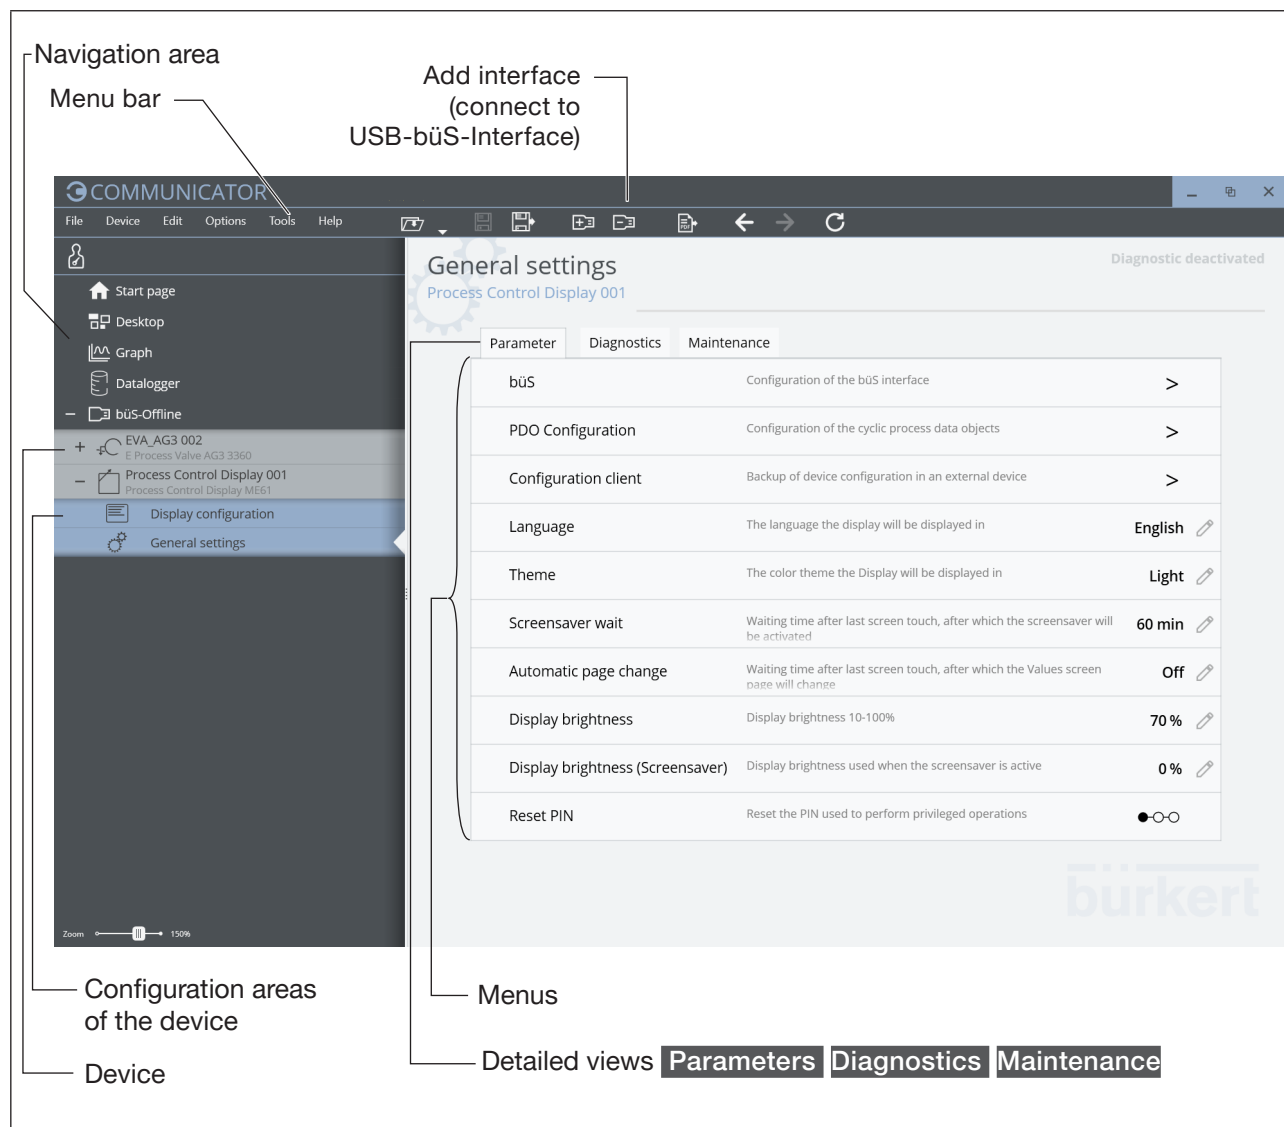 Navigation area
Menu bar
Add interface
(connect to
USB-büS-Interface)
COMMUNICATOR
File Device Edit Options Tools Help
PDF
Start page
Desktop
Graph
Datalogger
büS-Offline
EVA_AG3 002
E Process Valve AG3 3360
Process Control Display 001
Process Control Display ME61
Display configuration
General settings
Zoom 150%
General settings
Process Control Display 001
Diagnostic deactivated
Parameter Diagnostics Maintenance
büS Configuration of the büS interface >
PDO Configuration Configuration of the cyclic process data objects >
Configuration client Backup of device configuration in an external device >
Language The language the display will be displayed in English
Theme The color theme the Display will be displayed in Light
Screensaver wait Waiting time after last screen touch, after which the screensaver will 60 min
be activated
Automatic page change Waiting time after last screen touch, after which the Values screen Off
page will change
Display brightness Display brightness 10-100% 70 %
Display brightness (Screensaver) Display brightness used when the screensaver is active 0 %
Reset PIN Reset the PIN used to perform privileged operations
bürkert
Configuration areas
of the device
Device
Menus
Detailed views Parameters Diagnostics Maintenance